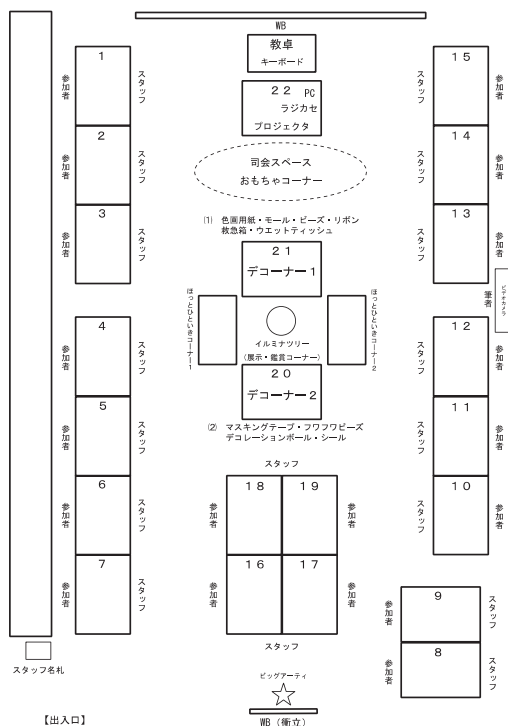 WB
教卓
キーボード
22 PC
ラジカセ
プロジェクタ
司会スペース
おもちゃコーナー
⑴ 色画用紙・モール・ビーズ・リボン
救急箱・ウエットティッシュ
21
デコーナー1
ほっとひといきコーナー1
ほっとひといきコーナー2
イルミナツリー
(展示・鑑賞コーナー)
20
デコーナー2
⑵ マスキングテープ・フワフワビーズ
デコレーションボール・シール
スタッフ
参加者
18
19
参加者
参加者
16
17
参加者
スタッフ
ビッグアーティ
WB(衝立)
参加者
1
スタッフ
参加者
2
スタッフ
参加者
3
スタッフ
参加者
4
スタッフ
参加者
5
スタッフ
参加者
6
スタッフ
参加者
7
スタッフ
スタッフ名札
【出入口】
スタッフ
15
参加者
スタッフ
14
参加者
スタッフ
13
参加者
筆者
ビデオカメラ
スタッフ
12
参加者
スタッフ
11
参加者
スタッフ
10
参加者
参加者
9
スタッフ
参加者
8
スタッフ